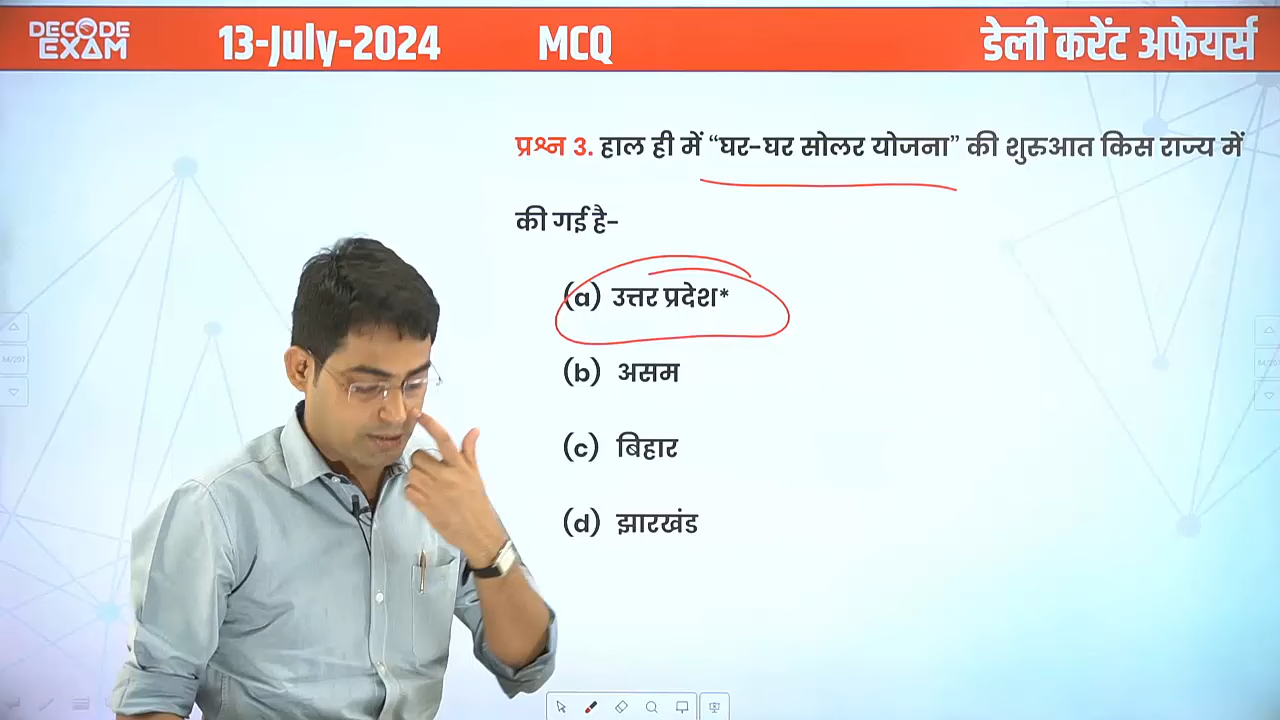 DECODE
EXAM
13-July-2024
MCQ
डेली करेंट अफेयर्स
प्रश्न 3. हाल ही में “घर-घर सोलर योजना” की शुरुआत किस राज्य में
की गई है-
(a) उत्तर प्रदेश*
(b) असम
(c) बिहार
(d) झारखंड